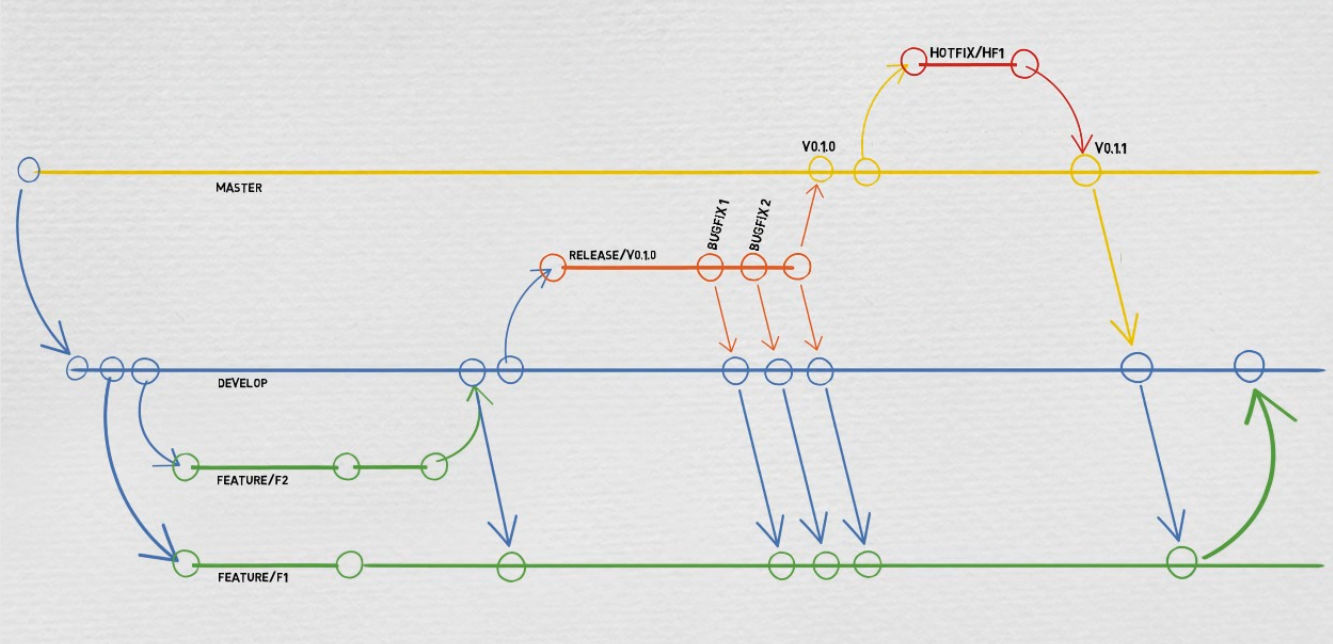 HOTFIX/HF1
V0.1.0
V0.1.1
MASTER
BUGFIX 1
BUGFIX 2
RELEASE/V0.1.0
DEVELOP
FEATURE/F2
FEATURE/F1